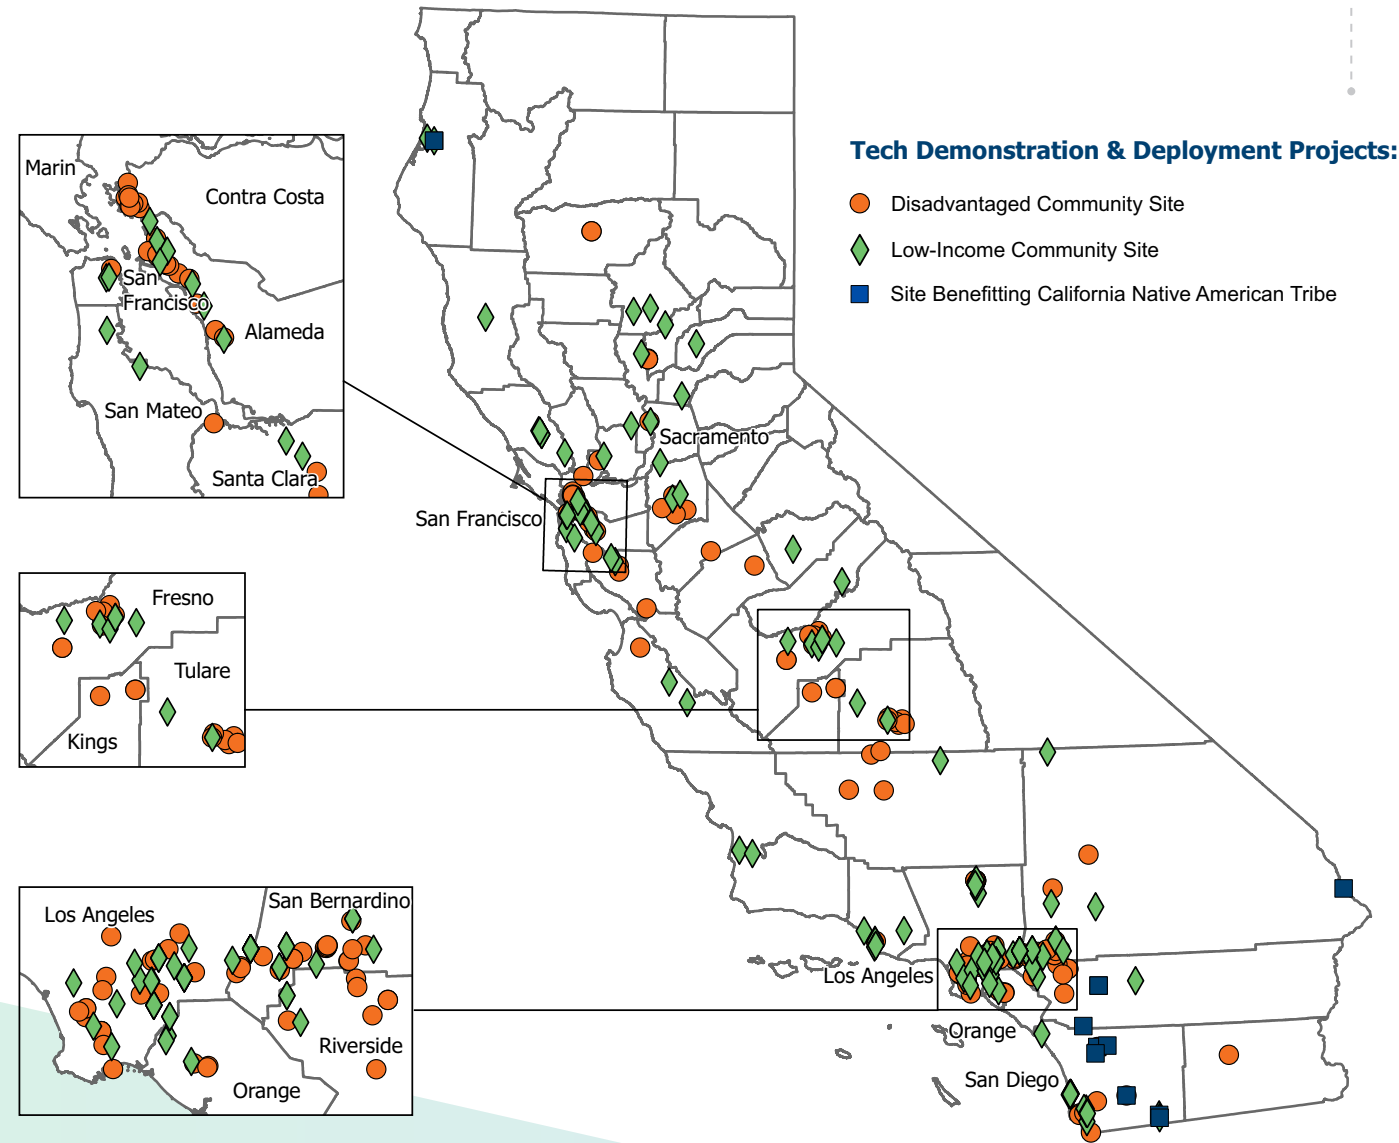 Tech Demonstration & Deployment Projects:
Disadvantaged Community Site
Low-Income Community Site
Site Benefitting California Native American Tribe
Marin
Contra Costa
San
Francisco
Alameda
San Mateo
Santa Clara
Sacramento
San Francisco
Fresno
Tulare
Kings
San Bernardino
Los Angeles
Riverside
Orange
Los Angeles
Orange
San Diego